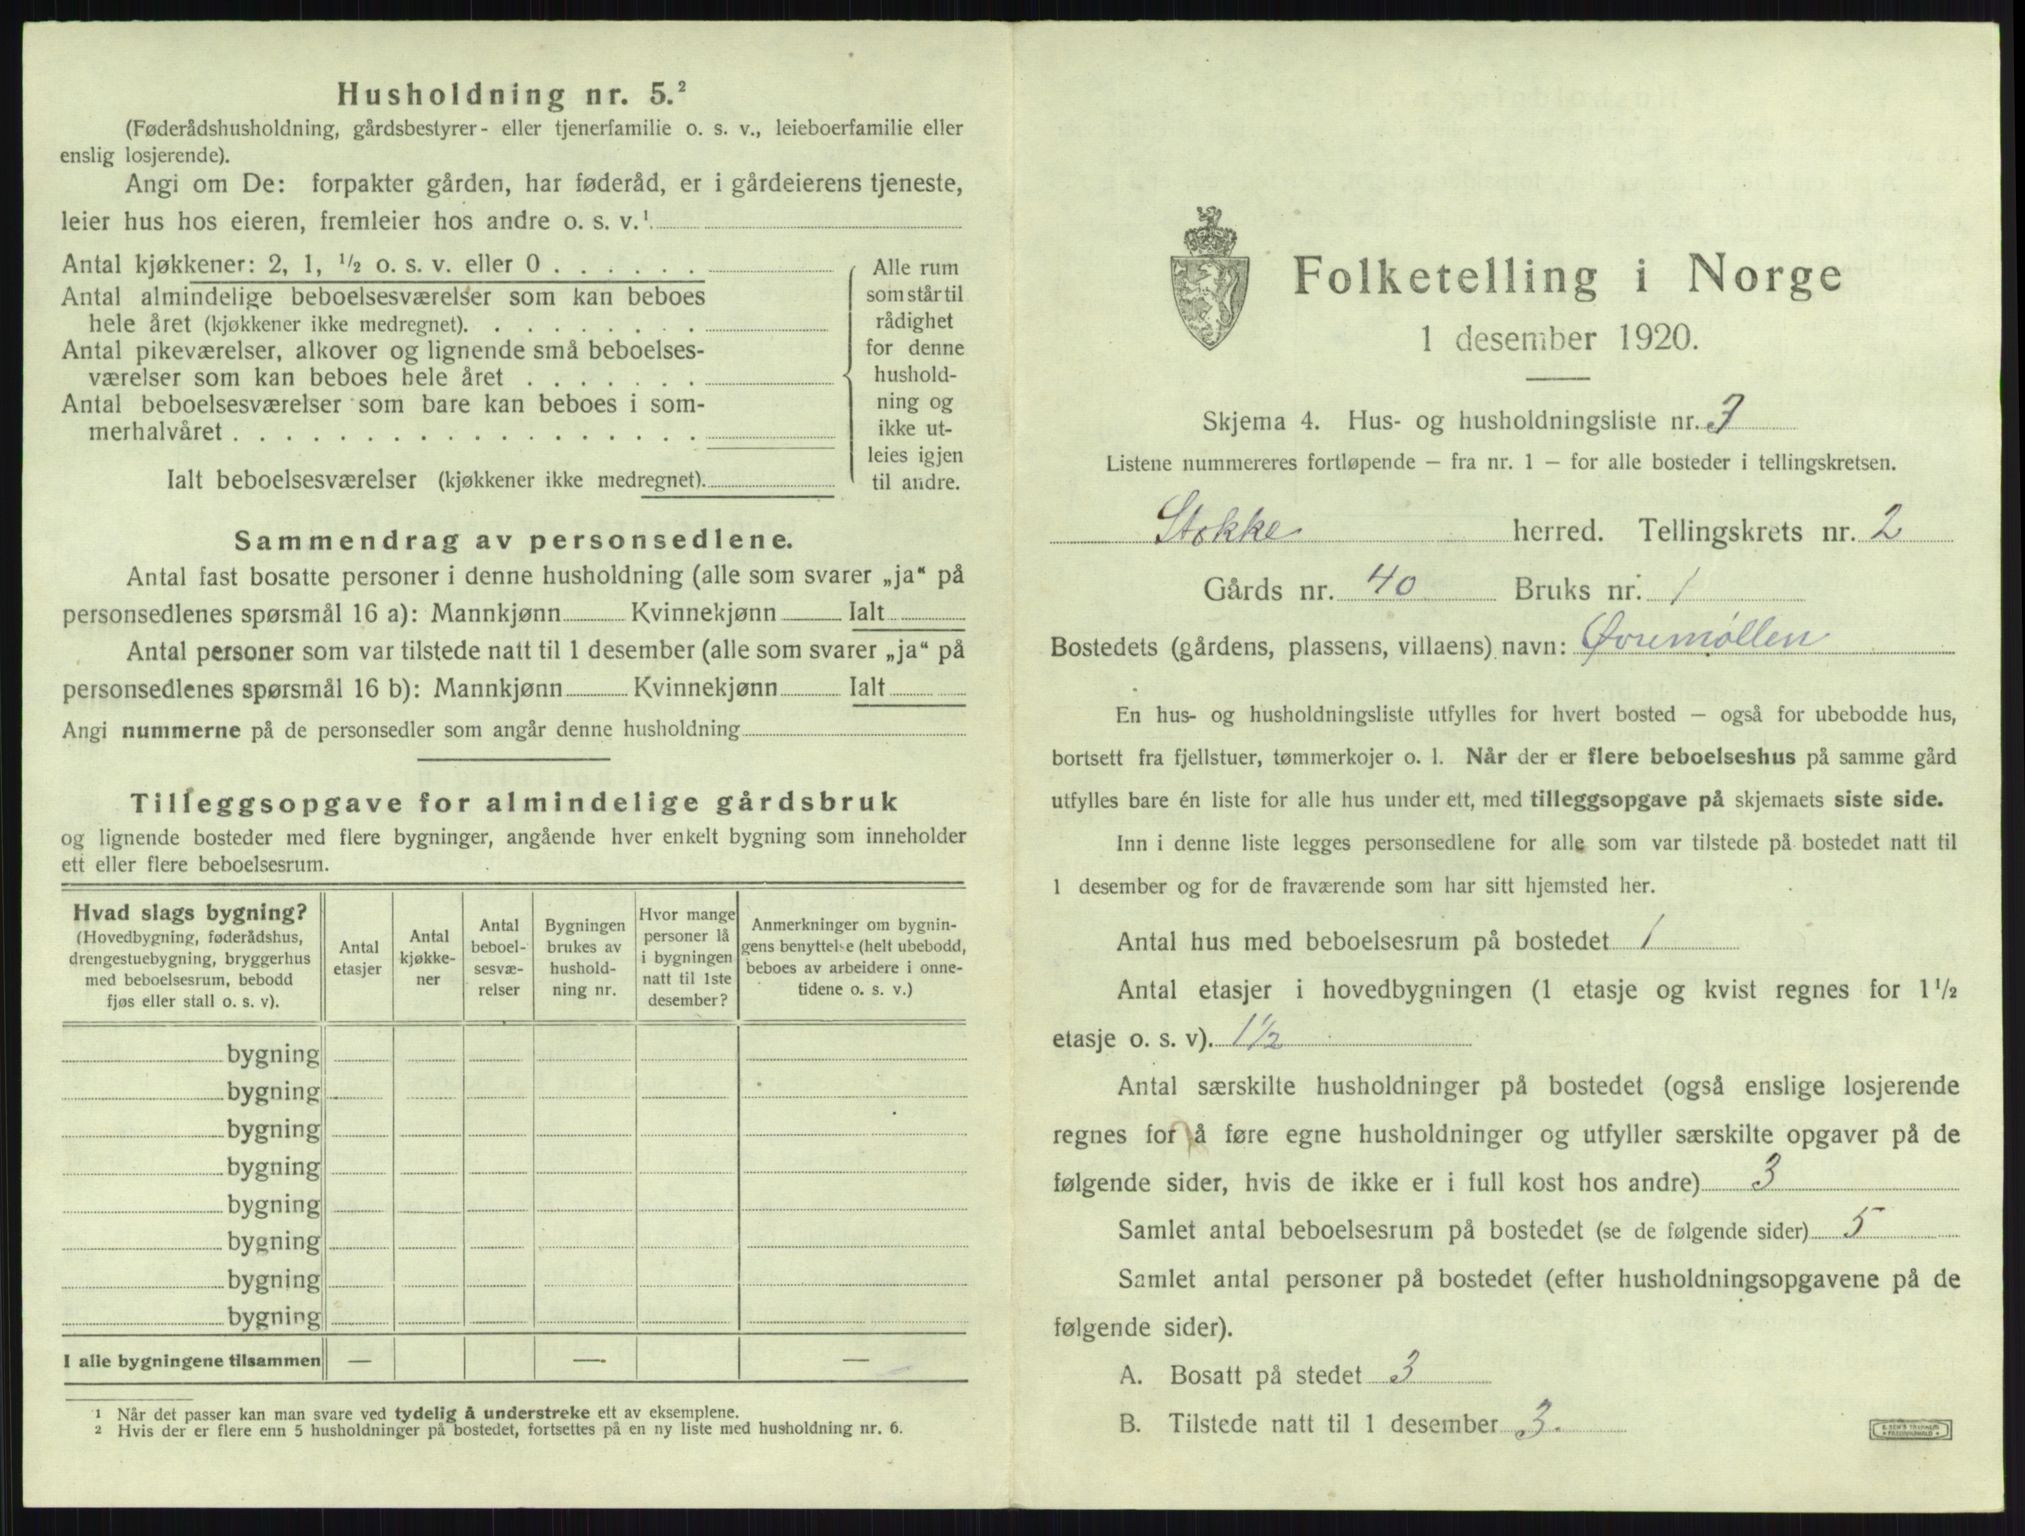 Husholdning nr. 5.²
(Føderådshusholdning, gårdsbestyrer- eller tjenerfamilie o. s. v., leieboerfamilie eller
enslig losjerende).
Angi om De: forpakter gården, har føderåd, er i gårdeierens tjeneste,
leier hus hos eieren, fremleier hos andre o. s. v.¹
Antal kjøkkener: 2, 1, ½ o. s. v. eller 0 . . . . . .
Antal almindelige beboelsesværelser som kan beboes
hele året (kjøkkener ikke medregnet). . . . . . . . .
Antal pikeværelser, alkover og lignende små beboelses-
værelser som kan beboes hele året . . . . . . .
Antal beboelsesværelser som bare kan beboes i som-
merhalvåret . . . . . . . . . . . . . . . . . .
Ialt beboelsesværelser (kjøkkener ikke medregnet).
Alle rum
som står til
rådighet
for denne
hushold-
ning og
ikke ut-
leies igjen
til andre.
Sammendrag av personsedlene.
Antal fast bosatte personer i denne husholdning (alle som svarer „ja“ på
personsedlenes spørsmål 16 a): Mannkjønn Kvinnekjønn Ialt
Antal personer som var tilstede natt til 1 desember (alle som svarer „ja“ på
personsedlenes spørsmål 16 b): Mannkjønn Kvinnekjønn Ialt
Angi nummerne på de personsedler som angår denne husholdning
Tilleggsopgave for almindelige gårdsbruk
og lignende bosteder med flere bygninger, angående hver enkelt bygning som inneholder
ett eller flere beboelsesrum.
Hvad slags bygning?
(Hovedbygning, føderådshus,
drengestuebygning, bryggerhus
med beboelsesrum, bebodd
fjøs eller stall o. s. v).
Antal
etasjer
Antal
kjøkke-
ner
Antal
beboel-
sesvæ-
relser
Bygningen
brukes av
hushold-
ning nr.
Hvor mange
personer lå
i bygningen
natt til 1ste
desember?
Anmerkninger om bygnin-
gens benyttelse (helt ubebodd,
beboes av arbeidere i onne-
tidene o. s. v.)
bygning
bygning
bygning
bygning
bygning
bygning
bygning
bygning
I alle bygningene tilsammen — — —
¹ Når det passer kan man svare ved tydelig å understreke ett av eksemplene.
² Hvis der er flere enn 5 husholdninger på bostedet, fortsettes på en ny liste med husholdning nr. 6.
Folketelling i Norge
1 desember 1920.
Skjema 4. Hus- og husholdningsliste nr. 3
Listene nummereres fortløpende — fra nr. 1 — for alle bosteder i tellingskretsen.
Stokke herred. Tellingskrets nr. 2
Gårds nr. 40 Bruks nr. 1
Bostedets (gårdens, plassens, villaens) navn: Øvremøllen
En hus- og husholdningsliste utfylles for hvert bosted — også for ubebodde hus,
bortsett fra fjellstuer, tømmerkojer o. l. Når der er flere beboelseshus på samme gård
utfylles bare én liste for alle hus under ett, med tilleggsopgave på skjemaets siste side.
Inn i denne liste legges personsedlene for alle som var tilstede på bostedet natt til
1 desember og for de fraværende som har sitt hjemsted her.
Antal hus med beboelsesrum på bostedet 1
Antal etasjer i hovedbygningen (1 etasje og kvist regnes for 1½
etasje o. s. v). 1½
Antal særskilte husholdninger på bostedet (også enslige losjerende
regnes for å føre egne husholdninger og utfyller særskilte opgaver på de
følgende sider, hvis de ikke er i full kost hos andre) 3
Samlet antal beboelsesrum på bostedet (se de følgende sider) 5
Samlet antal personer på bostedet (efter husholdningsopgavene på de
følgende sider).
A. Bosatt på stedet 3
B. Tilstede natt til 1 desember 3.